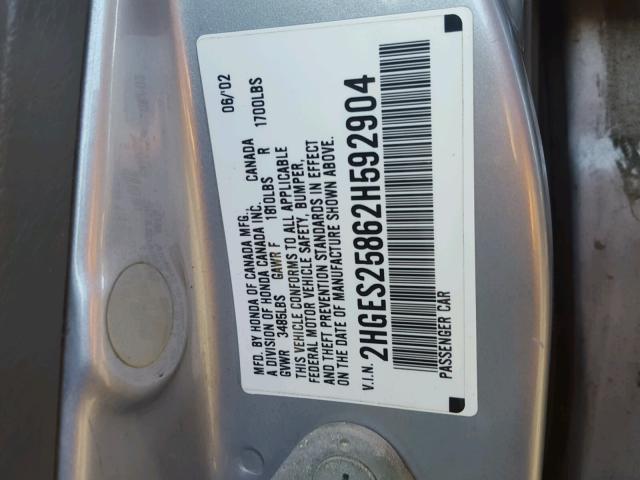 MFD. BY HONDA OF CANADA MFG. CANADA 06/'02
A DIVISION OF HONDA CANADA INC.
GVWR 3485LBS GAWR F 1810LBS R 1700LBS
THIS VEHICLE CONFORMS TO ALL APPLICABLE
FEDERAL MOTOR VEHICLE SAFETY, BUMPER,
AND THEFT PREVENTION STANDARDS IN EFFECT
ON THE DATE OF MANUFACTURE SHOWN ABOVE.
V.I.N. 2HGES25862H592904
PASSENGER CAR